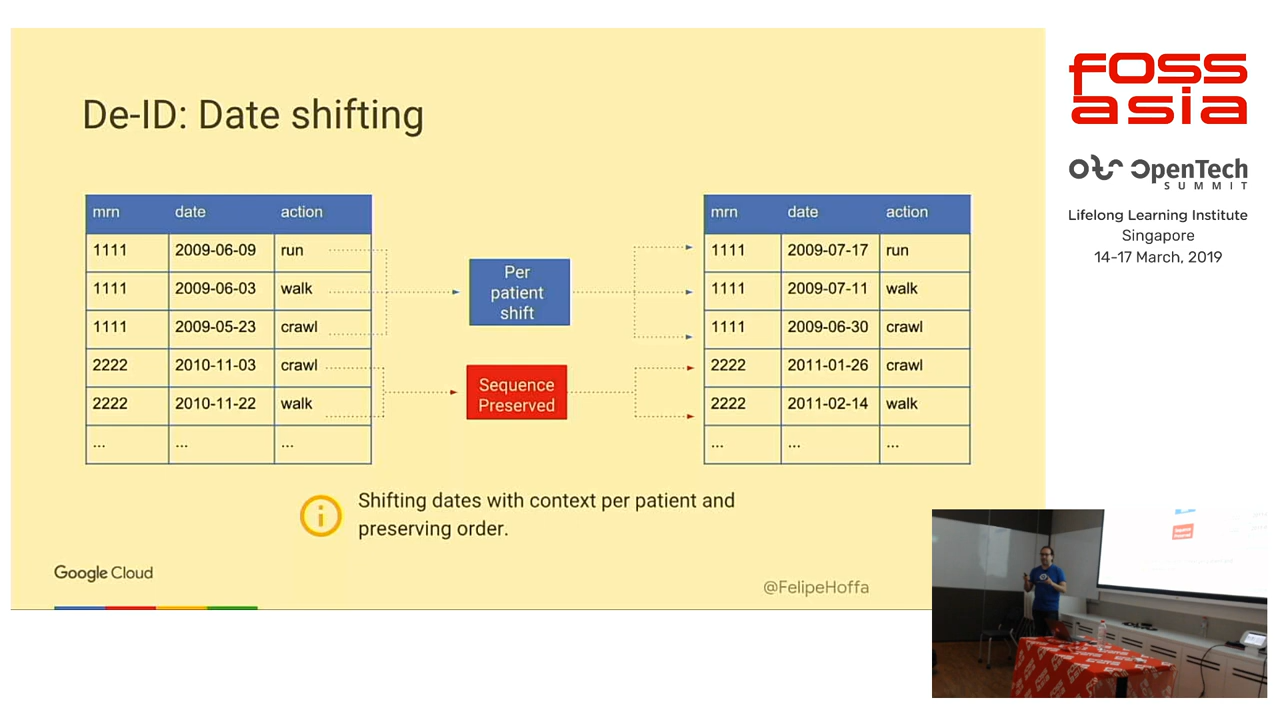 De-ID: Date shifting
mrn date action
1111 2009-06-09 run
1111 2009-06-03 walk
1111 2009-05-23 crawl
2222 2010-11-03 crawl
2222 2010-11-22 walk
... ... ...
Per
patient
shift
Sequence
Preserved
mrn date action
1111 2009-07-17 run
1111 2009-07-11 walk
1111 2009-06-30 crawl
2222 2011-01-26 crawl
2222 2011-02-14 walk
... ... ...
Shifting dates with context per patient and
preserving order.
Google Cloud
@FelipeHoffa
FOSS
asia
OpenTech
SUMMIT
Lifelong Learning Institute
Singapore
14-17 March, 2019
Sequence
Preserved